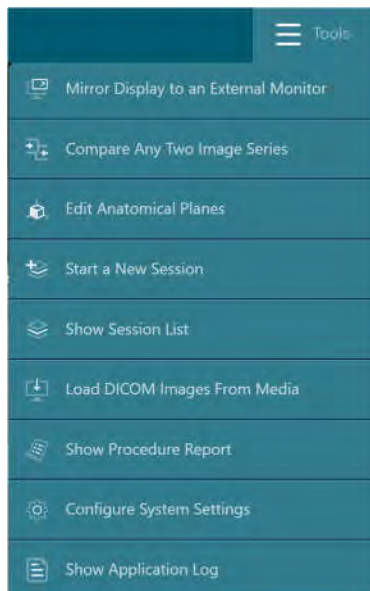 Tools
Mirror Display to an External Monitor
Compare Any Two Image Series
Edit Anatomical Planes
Start a New Session
Show Session List
Load DICOM Images From Media
Show Procedure Report
Configure System Settings
Show Application Log